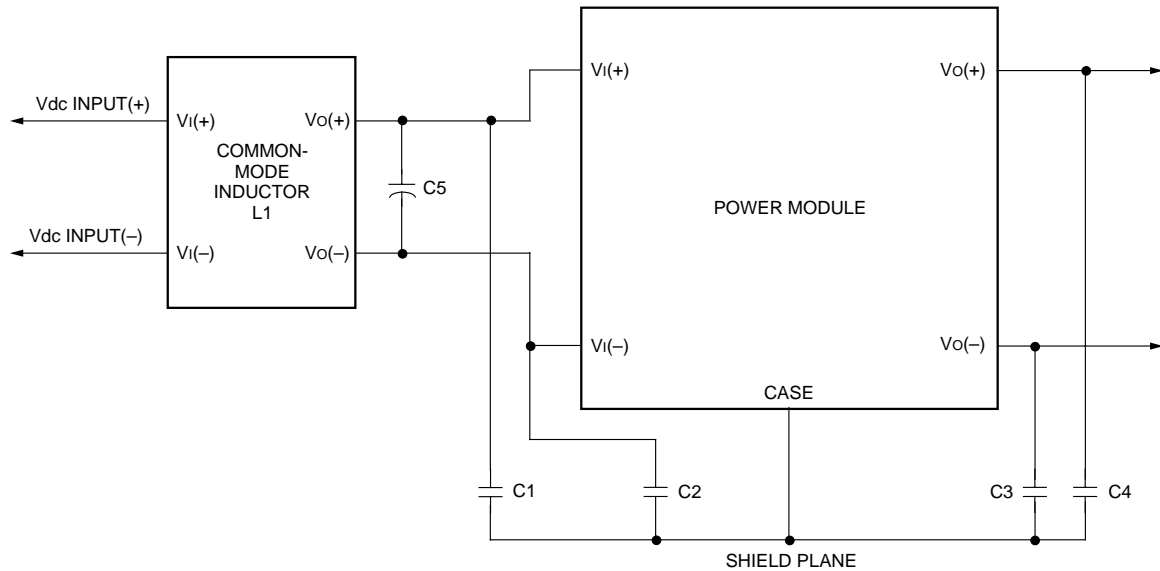 Vdc INPUT(+)
Vdc INPUT(–)
VI(+)
VO(+)
COMMON-
MODE
INDUCTOR
L1
VI(–)
VO(–)
C5
VI(+)
VO(+)
POWER MODULE
VI(–)
VO(–)
CASE
C1
C2
C3
C4
SHIELD PLANE